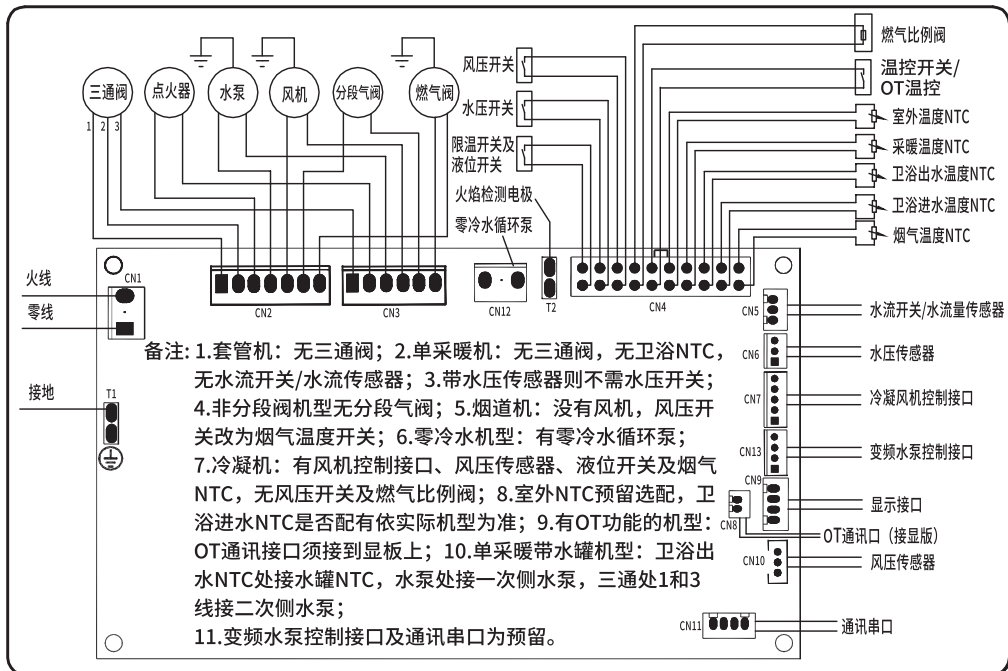 三通阀
点火器
水泵
风机
分段气阀
燃气阀
1 2 3
风压开关
水压开关
限温开关及
液位开关
火焰检测电极
零冷水循环泵
燃气比例阀
温控开关/
OT温控
室外温度NTC
采暖温度NTC
卫浴出水温度NTC
卫浴进水温度NTC
烟气温度NTC
火线
零线
接地
CN1
T1
CN2
CN3
CN12
T2
CN4
CN5
水流开关/水流量传感器
CN6
水压传感器
CN7
冷凝风机控制接口
CN13
变频水泵控制接口
CN9
显示接口
CN8
OT通讯口（接显版）
CN10
风压传感器
CN11
通讯串口
备注: 1.套管机：无三通阀；2.单采暖机：无三通阀，无卫浴NTC，
无水流开关/水流传感器；3.带水压传感器则不需水压开关；
4.非分段阀机型无分段气阀；5.烟道机：没有风机，风压开
关改为烟气温度开关；6.零冷水机型：有零冷水循环泵；
7.冷凝机：有风机控制接口、风压传感器、液位开关及烟气
NTC，无风压开关及燃气比例阀；8.室外NTC预留选配，卫
浴进水NTC是否配有依实际机型为准；9.有OT功能的机型：
OT通讯接口须接到显板上；10.单采暖带水罐机型：卫浴出
水NTC处接水罐NTC，水泵处接一次侧水泵，三通处1和3
线接二次侧水泵；
11.变频水泵控制接口及通讯串口为预留。